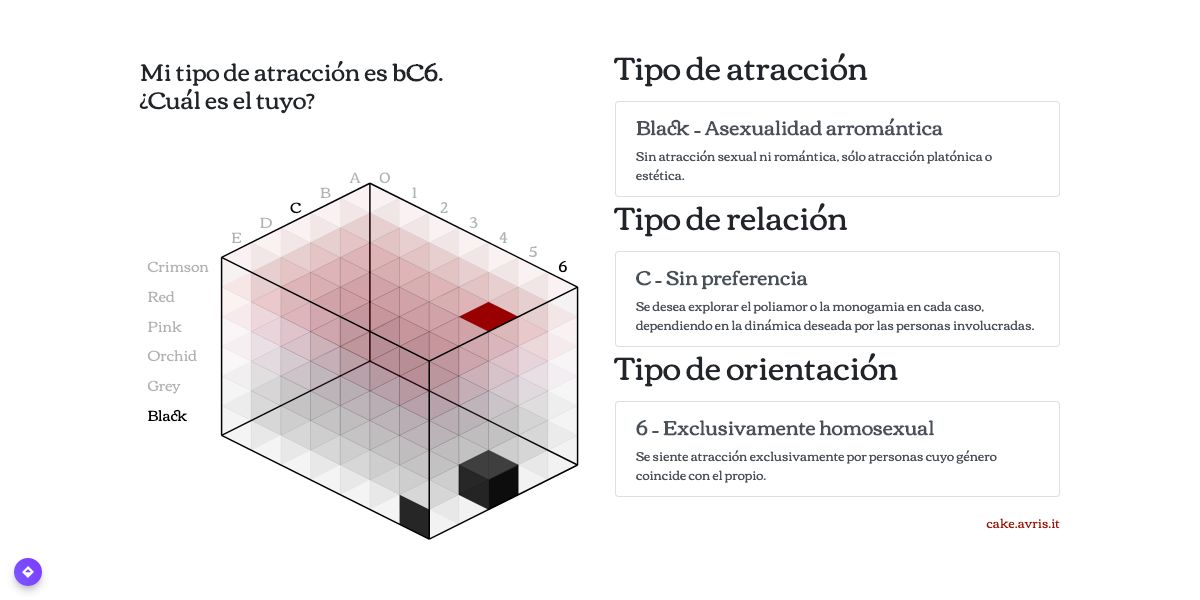 Mi tipo de atracción es bC6.
¿Cuál es el tuyo?
A
B
C
D
E
0
1
2
3
4
5
6
Crimson
Red
Pink
Orchid
Grey
Black
Tipo de atracción
Black - Asexualidad arromántica
Sin atracción sexual ni romántica, sólo atracción platónica o
estética.
Tipo de relación
C - Sin preferencia
Se desea explorar el poliamor o la monogamia en cada caso,
dependiendo en la dinámica deseada por las personas involucradas.
Tipo de orientación
6 - Exclusivamente homosexual
Se siente atracción exclusivamente por personas cuyo género
coincide con el propio.
cake.avris.it